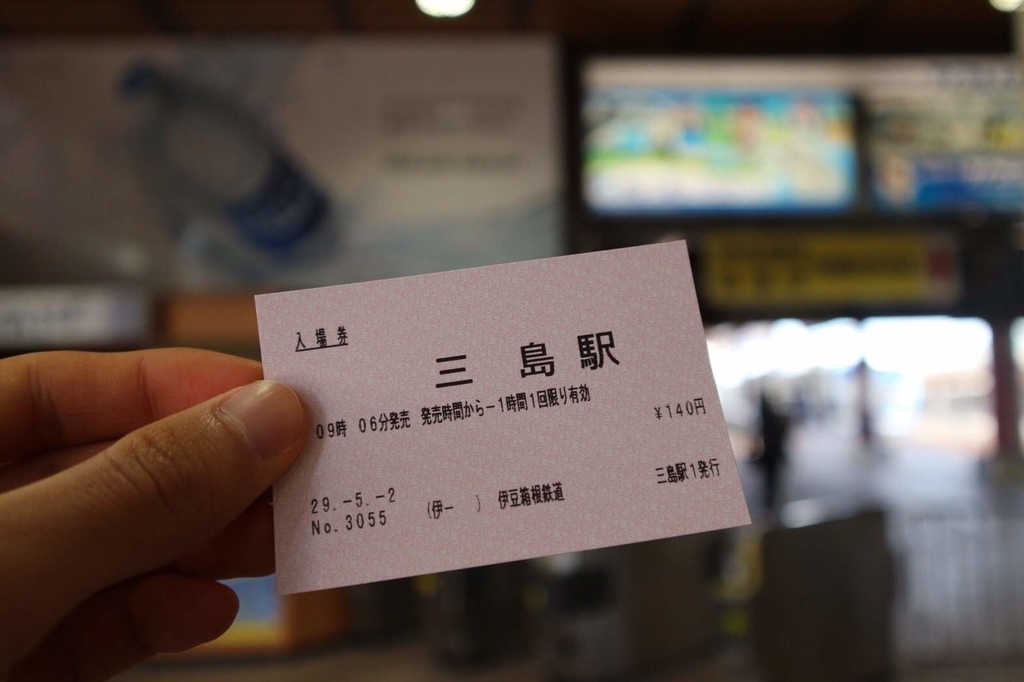 入場券
三島駅
09時 06分発売 発売時間から－1時間1回限り有効
￥140円
三島駅1発行
29.-5.-2 （伊一 ） 伊豆箱根鉄道
No.3055